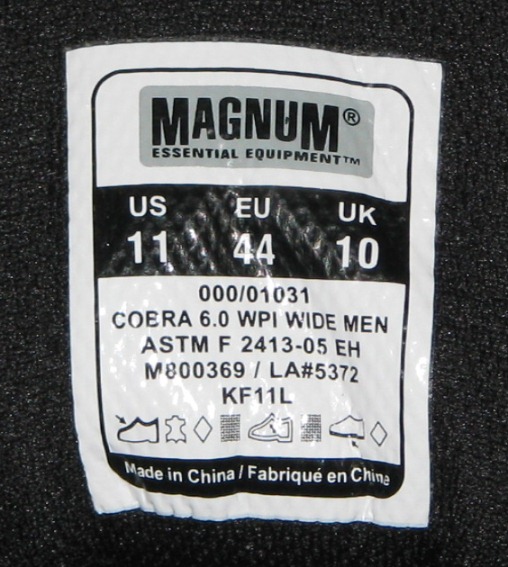 MAGNUM®
ESSENTIAL EQUIPMENT™
US EU UK
11 44 10
000/01031
COBRA 6.0 WPI WIDE MEN
ASTM F 2413-05 EH
M800369 / LA#5372
KF11L
Made in China / Fabriqué en Chine